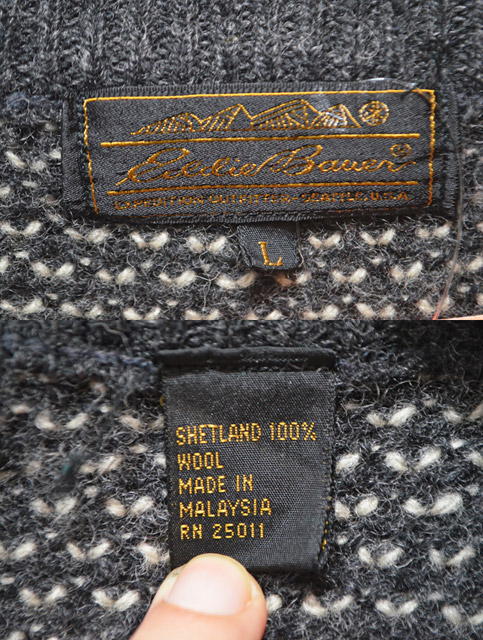 Eddie Bauer
EXPEDITION OUTFITTER-SEATTLE, U.S.A
L
SHETLAND 100%
WOOL
MADE IN
MALAYSIA
RN 25011